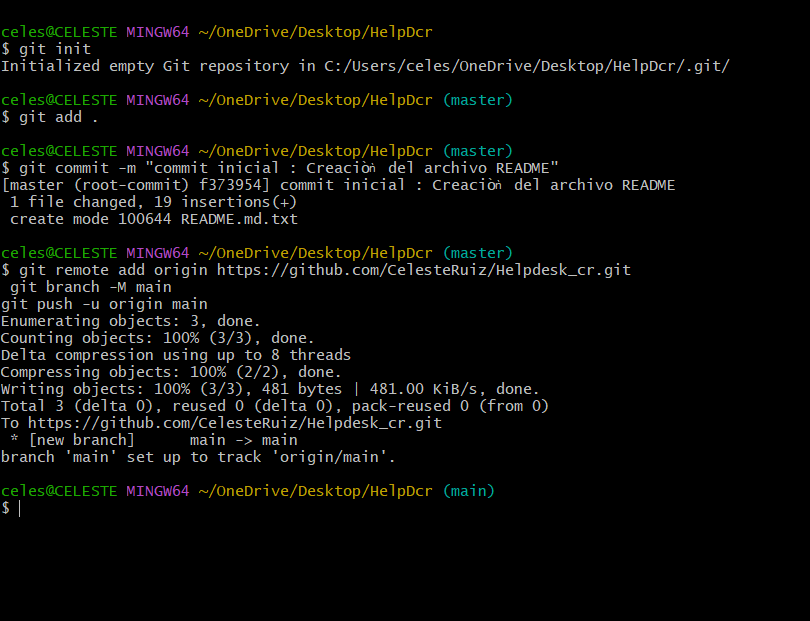 celes@CELESTE MINGW64 ~/OneDrive/Desktop/HelpDcr
$ git init
Initialized empty Git repository in C:/Users/celes/OneDrive/Desktop/HelpDcr/.git/
celes@CELESTE MINGW64 ~/OneDrive/Desktop/HelpDcr (master)
$ git add .
celes@CELESTE MINGW64 ~/OneDrive/Desktop/HelpDcr (master)
$ git commit -m "commit inicial : Creaciòǹ del archivo README"
[master (root-commit) f373954] commit inicial : Creaciòǹ del archivo README
 1 file changed, 19 insertions(+)
 create mode 100644 README.md.txt
celes@CELESTE MINGW64 ~/OneDrive/Desktop/HelpDcr (master)
$ git remote add origin https://github.com/CelesteRuiz/Helpdesk_cr.git
 git branch -M main
git push -u origin main
Enumerating objects: 3, done.
Counting objects: 100% (3/3), done.
Delta compression using up to 8 threads
Compressing objects: 100% (2/2), done.
Writing objects: 100% (3/3), 481 bytes | 481.00 KiB/s, done.
Total 3 (delta 0), reused 0 (delta 0), pack-reused 0 (from 0)
To https://github.com/CelesteRuiz/Helpdesk_cr.git
 * [new branch]      main -> main
branch 'main' set up to track 'origin/main'.
celes@CELESTE MINGW64 ~/OneDrive/Desktop/HelpDcr (main)
$